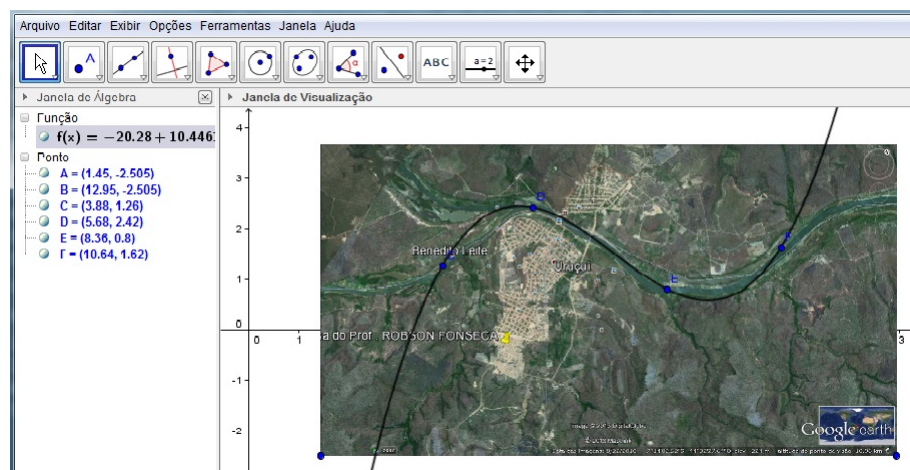 Arquivo Editar Exibir Opções Ferramentas Janela Ajuda
A
α
ABC
a=2
Janela de Álgebra
Janela de Visualização
Função
f(x) = −20.28 + 10.446
Ponto
A = (1.45, -2.505)
B = (12.95, -2.505)
C = (3.88, 1.26)
D = (5.68, 2.42)
E = (8.36, 0.8)
F = (10.64, 1.62)
4
3
2
1
0
-1
-2
0
1
3
Benedito Leite
Uruçuí
a do Prof. ROBSON FONSECA
Google earth